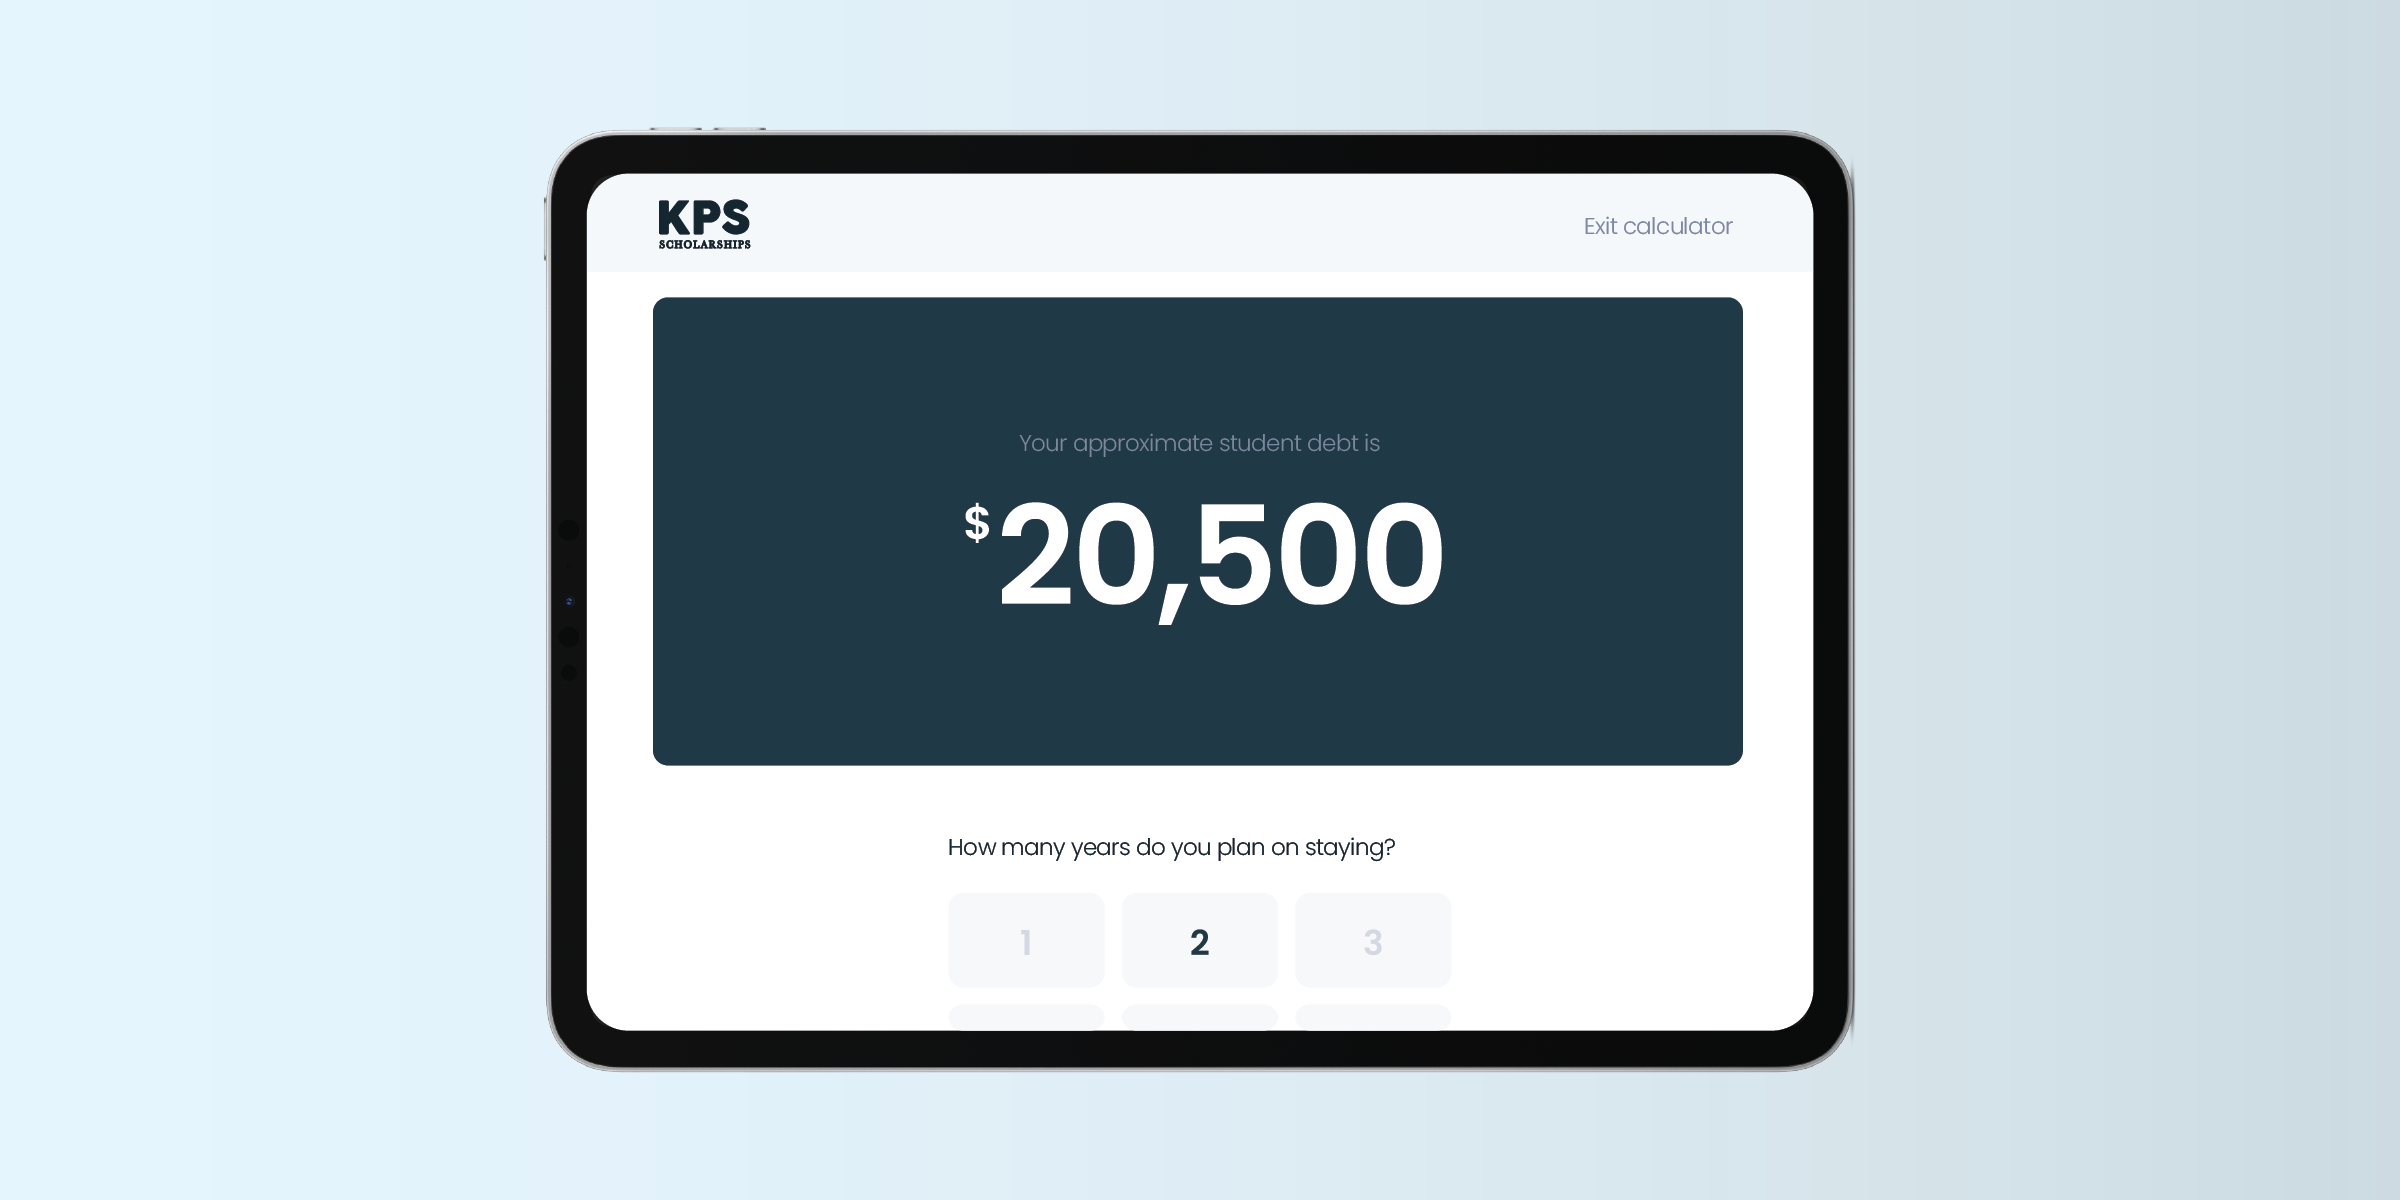 KPS
SCHOLARSHIPS
Exit calculator
Your approximate student debt is
$20,500
How many years do you plan on staying?
1 2 3